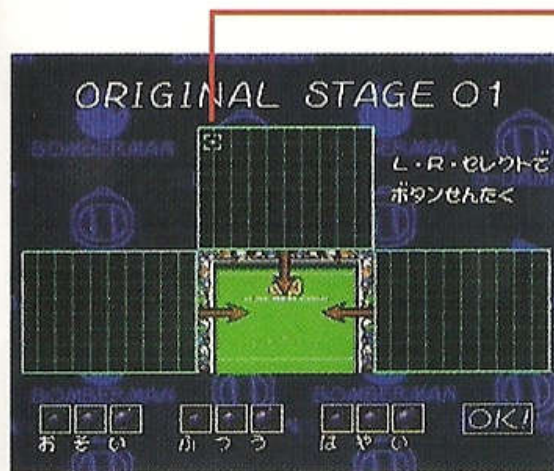 ORIGINAL STAGE 01
BOMBERMAN
L・R・セレクトで
ボタンせんたく
おそい ふつう はやい OK!